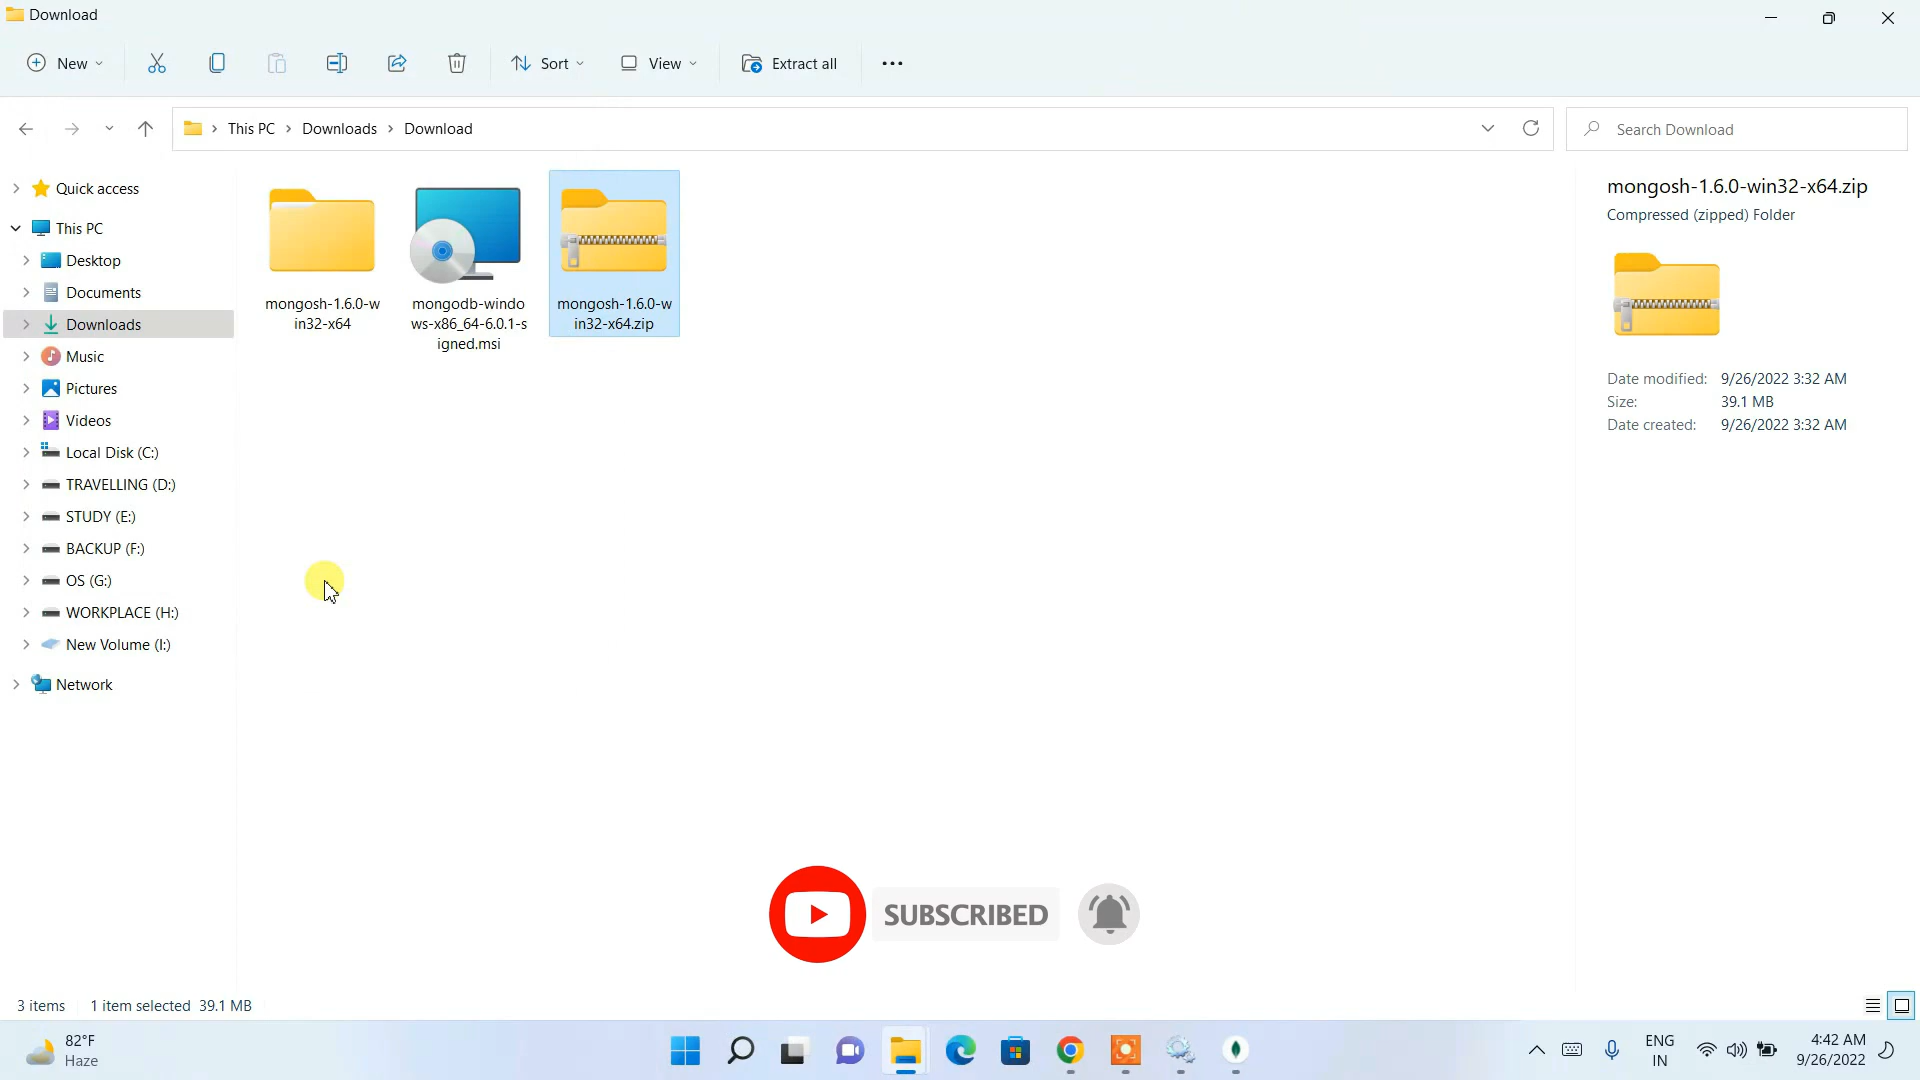 Download
New
Sort
View
Extract all
This PC
Downloads
Download
Search Download
Quick access
This PC
Desktop
Documents
Downloads
Music
Pictures
Videos
Local Disk (C:)
TRAVELLING (D:)
STUDY (E:)
BACKUP (F:)
OS (G:)
WORKPLACE (H:)
New Volume (I:)
Network
mongosh-1.6.0-w
in32-x64
mongodb-windo
ws-x86_64-6.0.1-s
igned.msi
mongosh-1.6.0-w
in32-x64.zip
mongosh-1.6.0-win32-x64.zip
Compressed (zipped) Folder
Date modified: 9/26/2022 3:32 AM
Size: 39.1 MB
Date created: 9/26/2022 3:32 AM
SUBSCRIBED
3 items 1 item selected 39.1 MB
82°F
Haze
ENG
IN
4:42 AM
9/26/2022